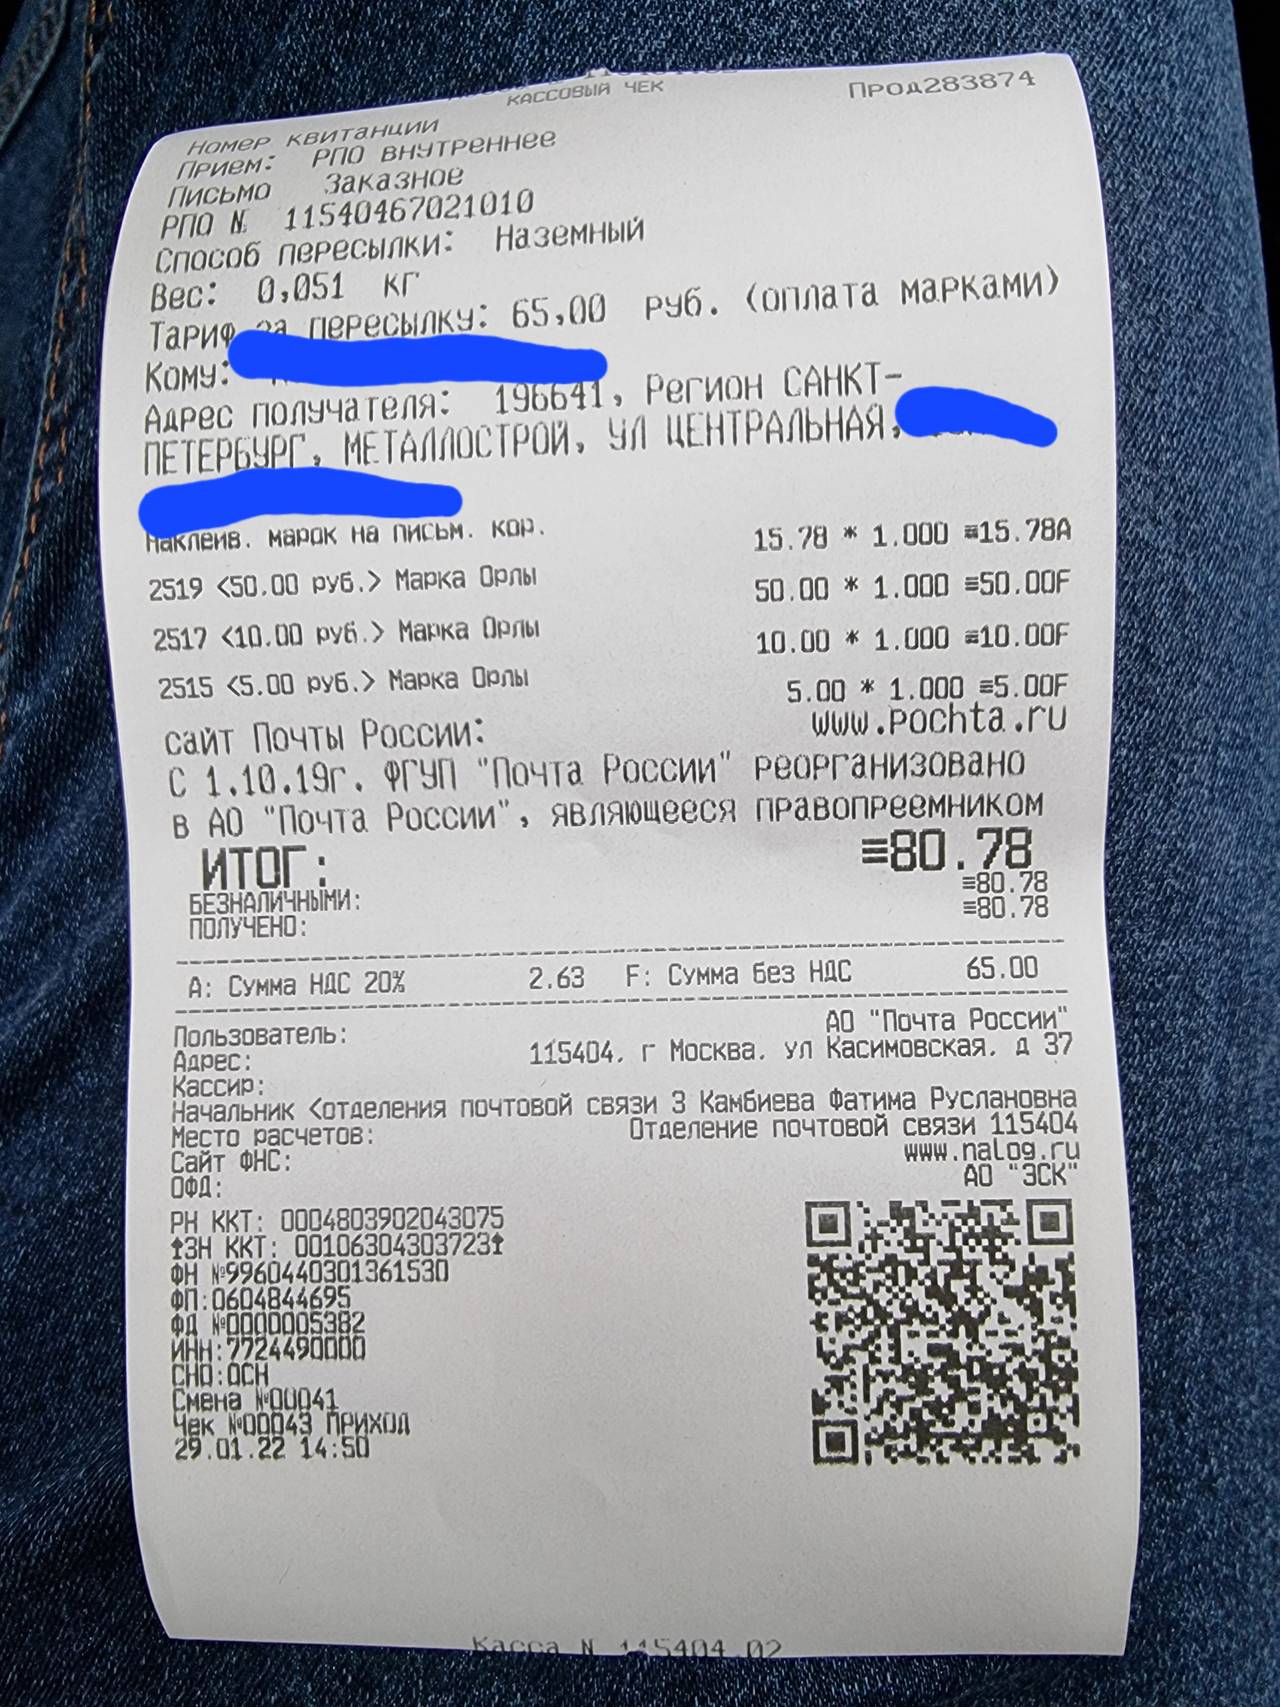 КАССОВЫЙ ЧЕК
Прод283874
Номер квитанции
Прием: РПО внутреннее
Письмо Заказное
РПО № 11540467021010
Способ пересылки: Наземный
Вес: 0,051 кг
Тариф за пересылку: 65,00 руб. (оплата марками)
Кому:
Адрес получателя: 196641, Регион САНКТ-
ПЕТЕРБУРГ, МЕТАЛЛОСТРОЙ, УЛ ЦЕНТРАЛЬНАЯ,
Наклеив. марок на письм. кор. 15.78 * 1.000 ≡15.78А
2519 <50.00 руб.> Марка Орлы 50.00 * 1.000 ≡50.00F
2517 <10.00 руб.> Марка Орлы 10.00 * 1.000 ≡10.00F
2515 <5.00 руб.> Марка Орлы 5.00 * 1.000 ≡5.00F
сайт Почты России: www.pochta.ru
С 1.10.19г. ФГУП "Почта России" реорганизовано
в АО "Почта России", являющееся правопреемником
ИТОГ: ≡80.78
БЕЗНАЛИЧНЫМИ: ≡80.78
ПОЛУЧЕНО: ≡80.78
А: Сумма НДС 20% 2.63 F: Сумма без НДС 65.00
Пользователь: АО "Почта России"
Адрес: 115404, г Москва, ул Касимовская, д 37
Кассир:
Начальник <отделения почтовой связи 3 Камбиева Фатима Руслановна
Место расчетов: Отделение почтовой связи 115404
Сайт ФНС: www.nalog.ru
ОФД: АО "ЭСК"
РН ККТ: 0004803902043075
ЗН ККТ: 00106304303723
ФН №9960440301361530
ФП:0604844695
ФД №0000005382
ИНН:7724490000
СНО:ОСН
Смена №00041
Чек №00043 ПРИХОД
29.01.22 14:50
Касса N 115404.02